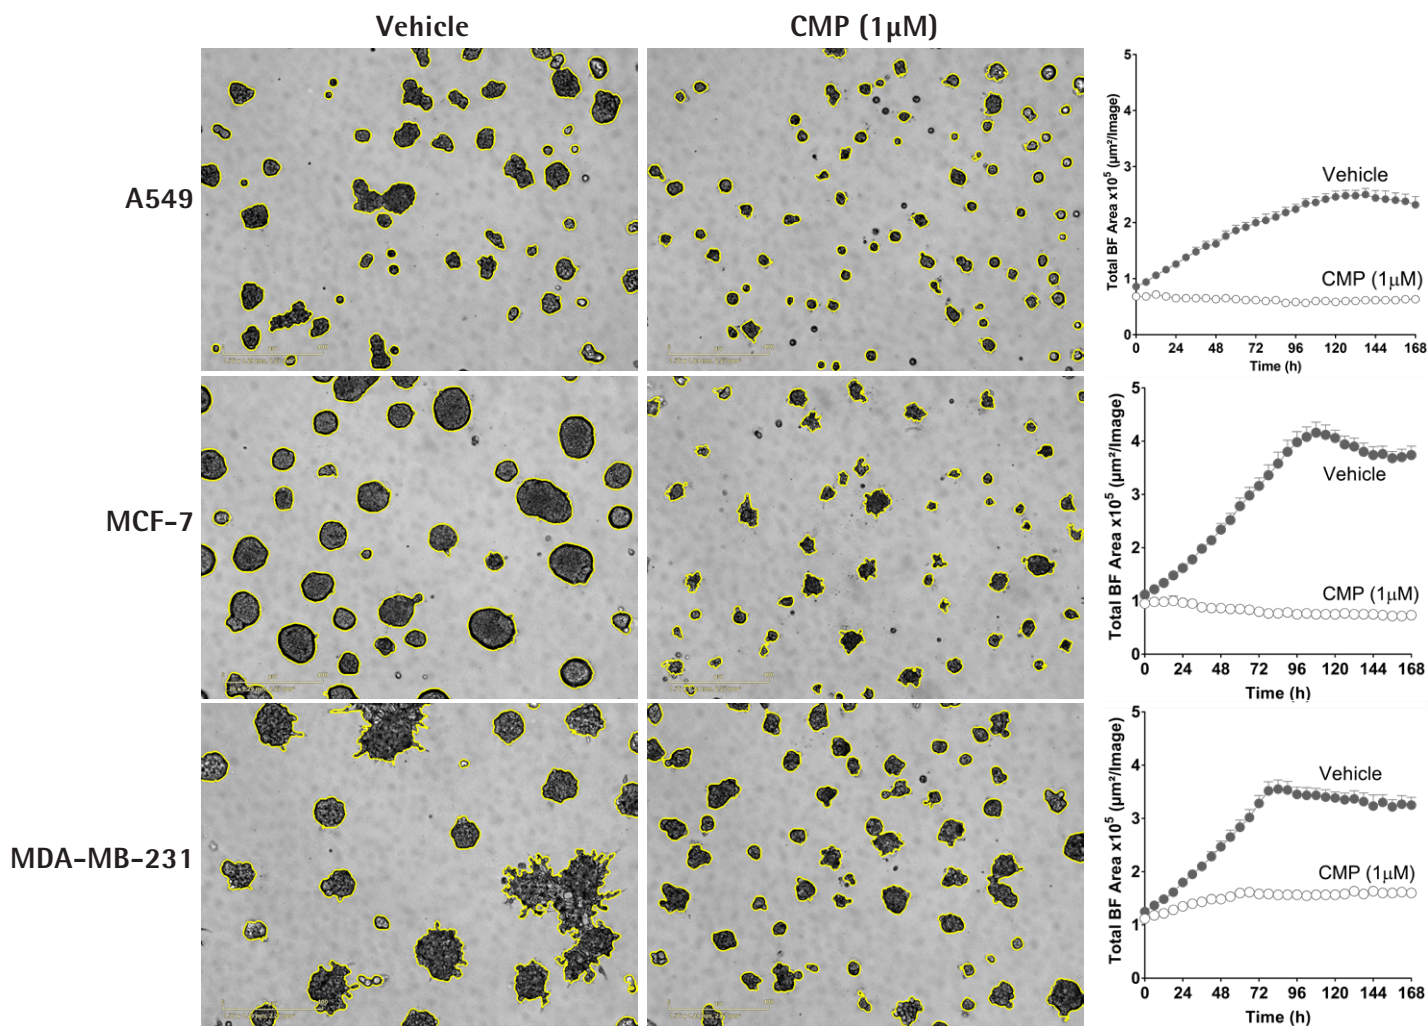 Vehicle
CMP (1µM)
A549
MCF-7
MDA-MB-231
Total BF Area x10⁵ (µm²/Image)
5
4
3
2
1
0
Vehicle
CMP (1µM)
0 24 48 72 96 120 144 168
Time (h)
Total BF Area x10⁵ (µm²/Image)
5
4
3
2
1
0
Vehicle
CMP (1µM)
0 24 48 72 96 120 144 168
Time (h)
Total BF Area x10⁵ (µm²/Image)
5
4
3
2
1
0
Vehicle
CMP (1µM)
0 24 48 72 96 120 144 168
Time (h)